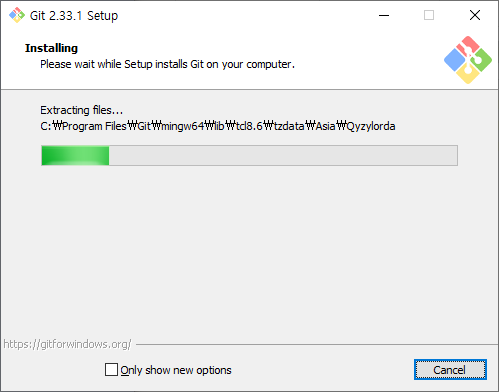 Git 2.33.1 Setup
Installing
Please wait while Setup installs Git on your computer.
Extracting files...
C:₩Program Files₩Git₩mingw64₩lib₩tcl8.6₩tzdata₩Asia₩Qyzylorda
https://gitforwindows.org/
Only show new options
Cancel